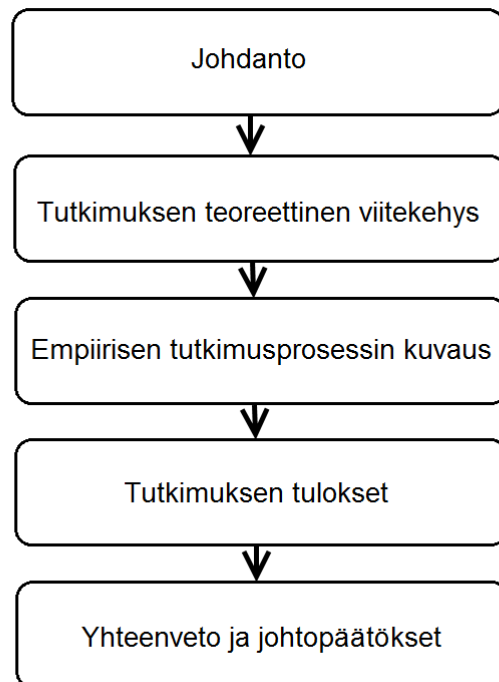 Johdanto
Tutkimuksen teoreettinen viitekehys
Empiirisen tutkimusprosessin kuvaus
Tutkimuksen tulokset
Yhteenveto ja johtopäätökset